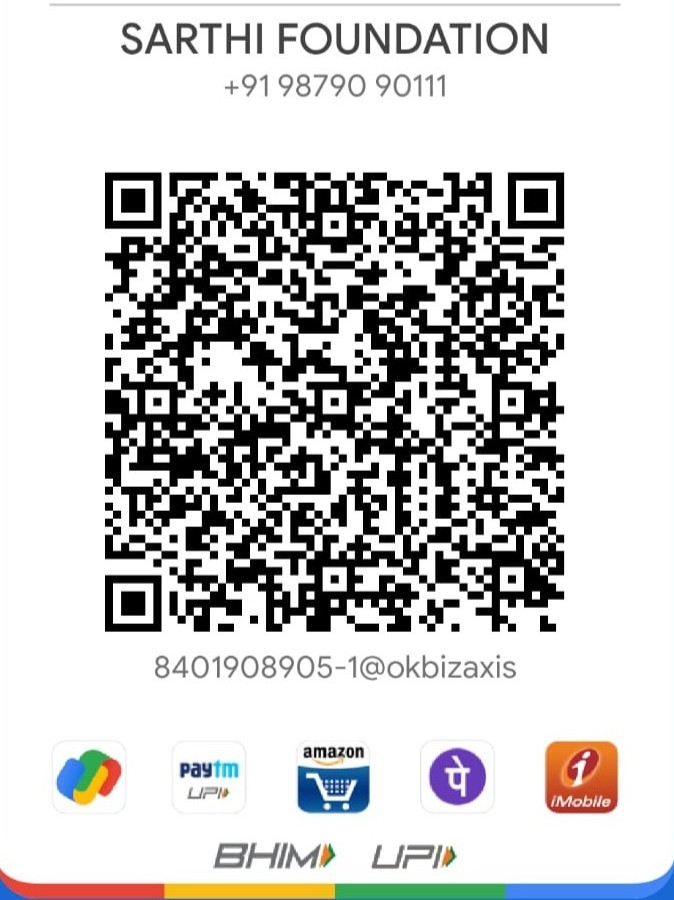 SARTHI FOUNDATION
+91 98790 90111
8401908905-1@okbizaxis
paytm
UPI
amazon
पे
i
iMobile
BHIM UPI